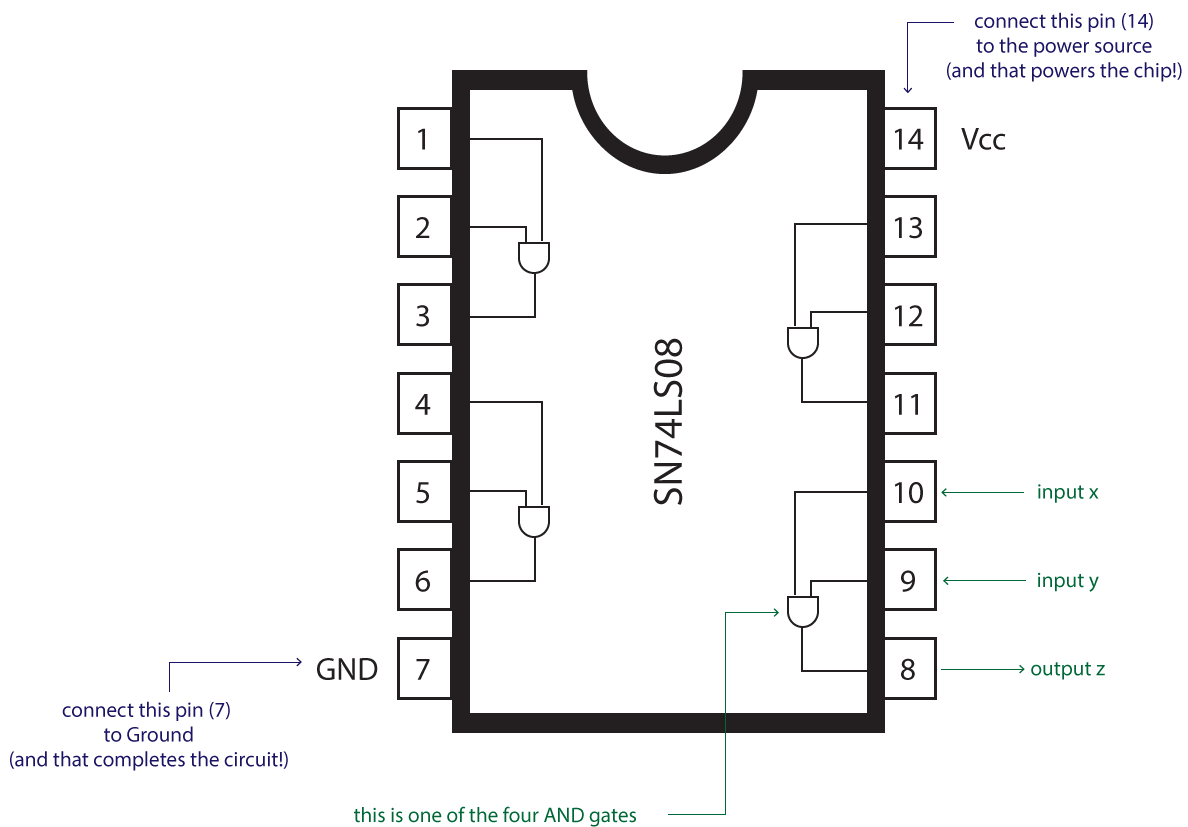 connect this pin (14)
to the power source
(and that powers the chip!)
1
14
Vcc
2
13
3
12
SN74LS08
4
11
5
10
input x
6
9
input y
GND
7
8
output z
connect this pin (7)
to Ground
(and that completes the circuit!)
this is one of the four AND gates